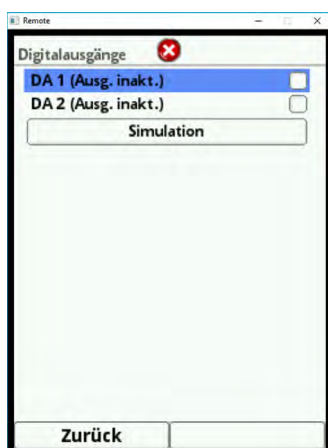 Remote
Digitalausgänge
DA 1 (Ausg. inakt.)
DA 2 (Ausg. inakt.)
Simulation
Zurück